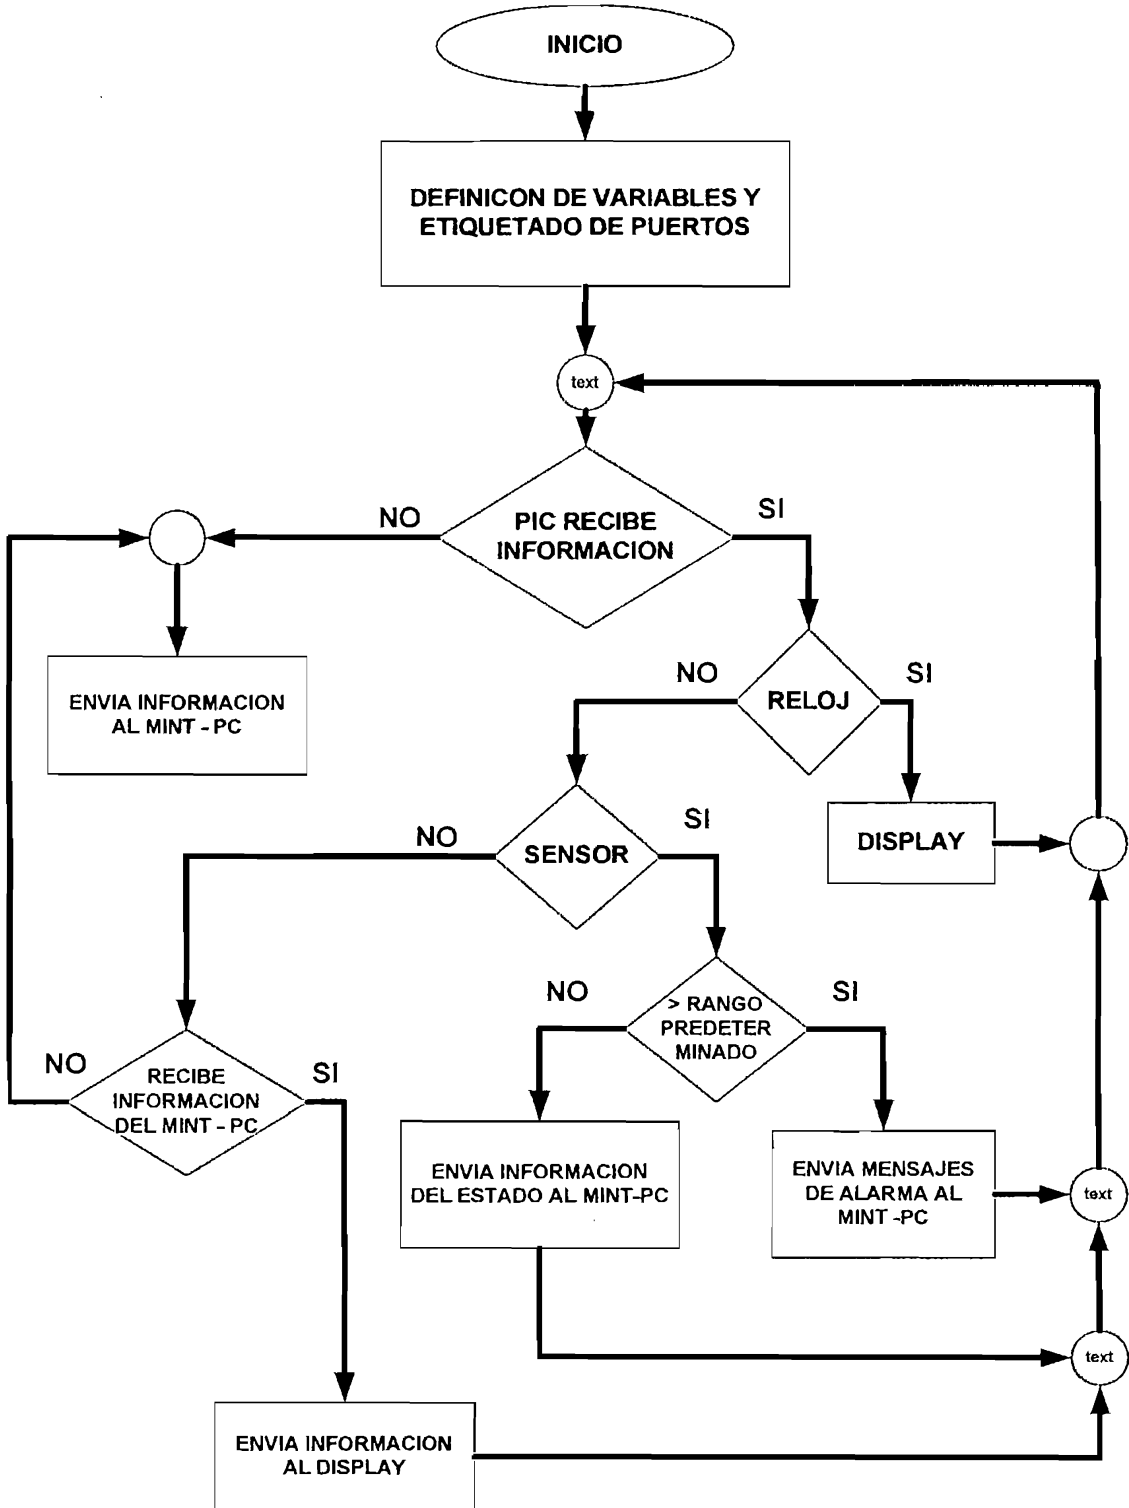 INICIO
DEFINICON DE VARIABLES Y
ETIQUETADO DE PUERTOS
text
NO
PIC RECIBE
INFORMACION
SI
ENVIA INFORMACION
AL MINT - PC
NO
RELOJ
SI
NO
SENSOR
SI
DISPLAY
NO
> RANGO
PREDETER
MINADO
SI
NO
RECIBE
INFORMACION
DEL MINT - PC
SI
ENVIA INFORMACION
DEL ESTADO AL MINT-PC
ENVIA MENSAJES
DE ALARMA AL
MINT -PC
text
text
ENVIA INFORMACION
AL DISPLAY